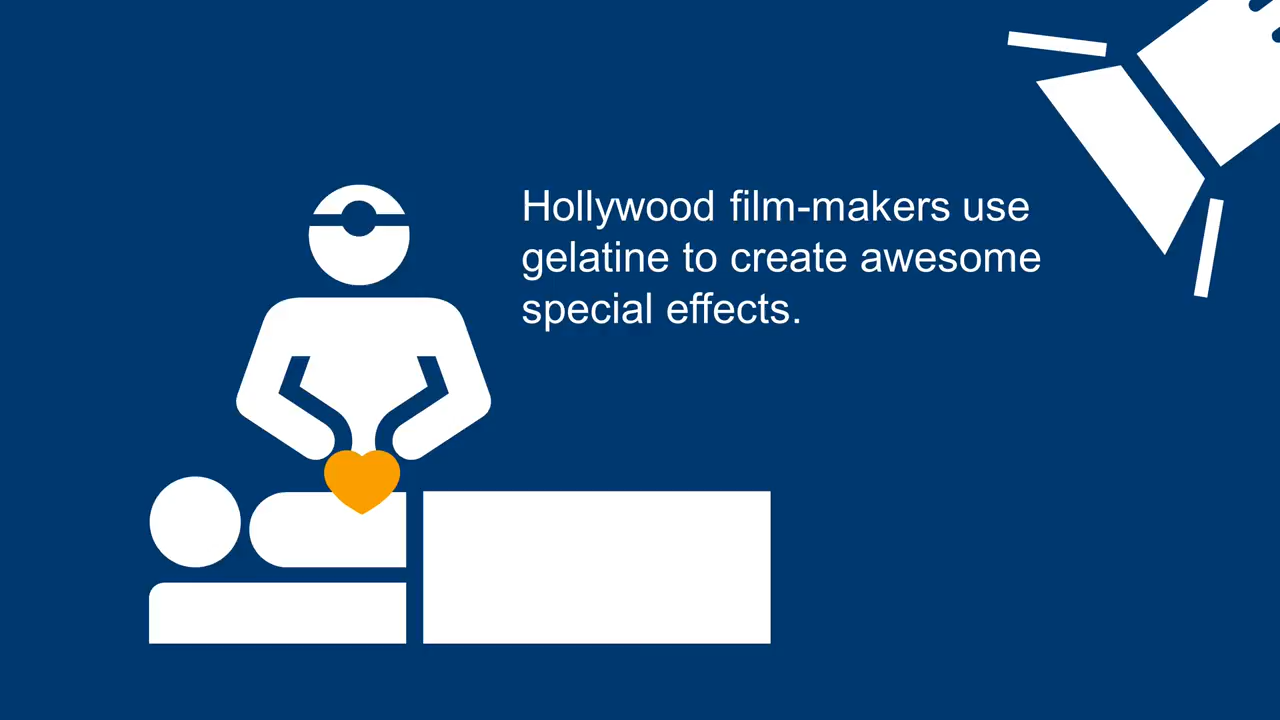 Hollywood film-makers use
gelatine to create awesome
special effects.